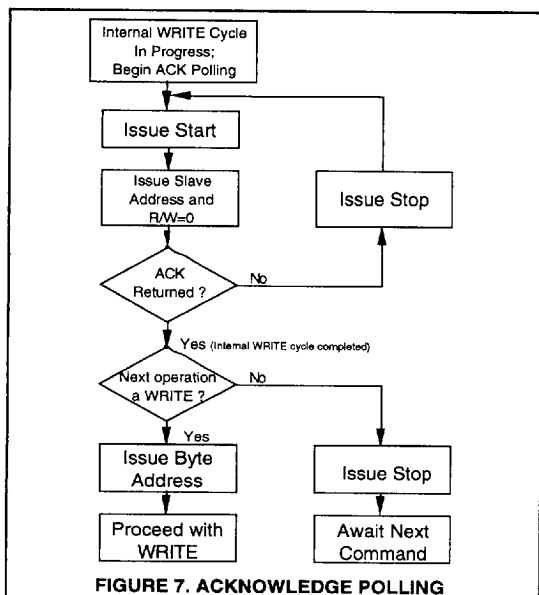 Internal WRITE Cycle
In Progress;
Begin ACK Polling
Issue Start
Issue Slave
Address and
R/W=0
Issue Stop
ACK
Returned ?
No
Yes (Internal WRITE cycle completed)
Next operation
a WRITE ?
No
Yes
Issue Byte
Address
Issue Stop
Proceed with
WRITE
Await Next
Command
FIGURE 7. ACKNOWLEDGE POLLING